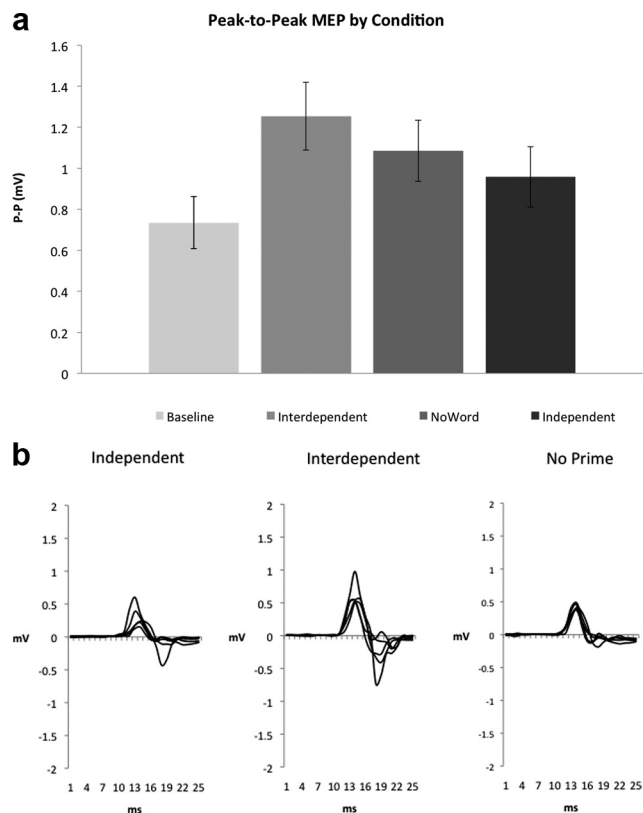 a
Peak-to-Peak MEP by Condition
1.6
1.4
1.2
1
0.8
0.6
0.4
0.2
0
P-P (mV)
Baseline Interdependent NoWord Independent
b
Independent Interdependent No Prime
2 2 2
1.5 1.5 1.5
1 1 1
0.5 0.5 0.5
mV 0 mV 0 mV 0
-0.5 -0.5 -0.5
-1 -1 -1
-1.5 -1.5 -1.5
-2 -2 -2
1 4 7 10 13 16 19 22 25 1 4 7 10 13 16 19 22 25 1 4 7 10 13 16 19 22 25
ms ms ms